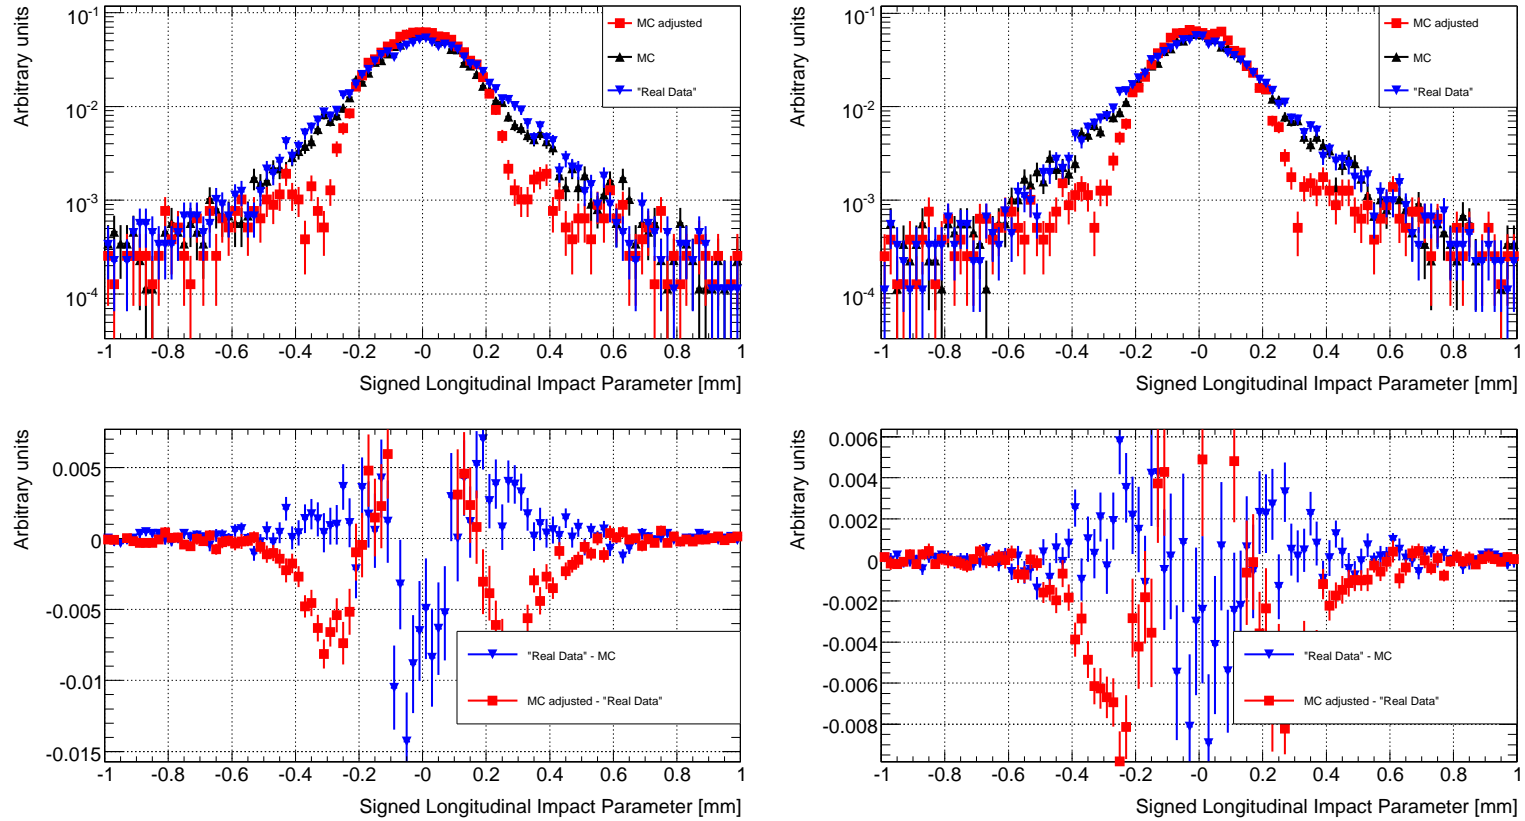 Arbitrary units
10⁻¹
10⁻²
10⁻³
10⁻⁴
MC adjusted
MC
"Real Data"
-1 -0.8 -0.6 -0.4 -0.2 -0 0.2 0.4 0.6 0.8 1
Signed Longitudinal Impact Parameter [mm]
Arbitrary units
10⁻¹
10⁻²
10⁻³
10⁻⁴
MC adjusted
MC
"Real Data"
-1 -0.8 -0.6 -0.4 -0.2 -0 0.2 0.4 0.6 0.8 1
Signed Longitudinal Impact Parameter [mm]
Arbitrary units
0.005
0
-0.005
-0.01
-0.015
"Real Data" - MC
MC adjusted - "Real Data"
-1 -0.8 -0.6 -0.4 -0.2 -0 0.2 0.4 0.6 0.8 1
Signed Longitudinal Impact Parameter [mm]
Arbitrary units
0.006
0.004
0.002
0
-0.002
-0.004
-0.006
-0.008
"Real Data" - MC
MC adjusted - "Real Data"
-1 -0.8 -0.6 -0.4 -0.2 -0 0.2 0.4 0.6 0.8 1
Signed Longitudinal Impact Parameter [mm]